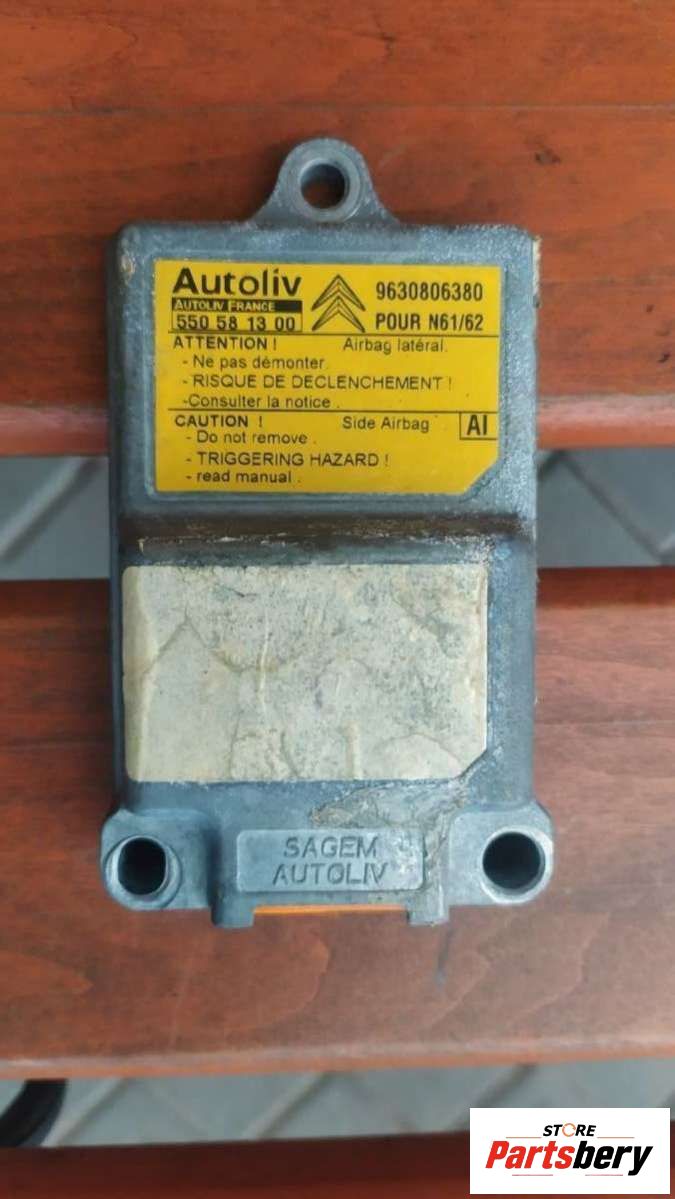 Autoliv
AUTOLIV FRANCE
550 58 13 00
9630806380
POUR N61/62
ATTENTION ! Airbag latéral.
- Ne pas démonter.
- RISQUE DE DECLENCHEMENT !
-Consulter la notice .
CAUTION ! Side Airbag AI
- Do not remove .
- TRIGGERING HAZARD !
- read manual .
SAGEM
AUTOLIV
STORE
Partsbery